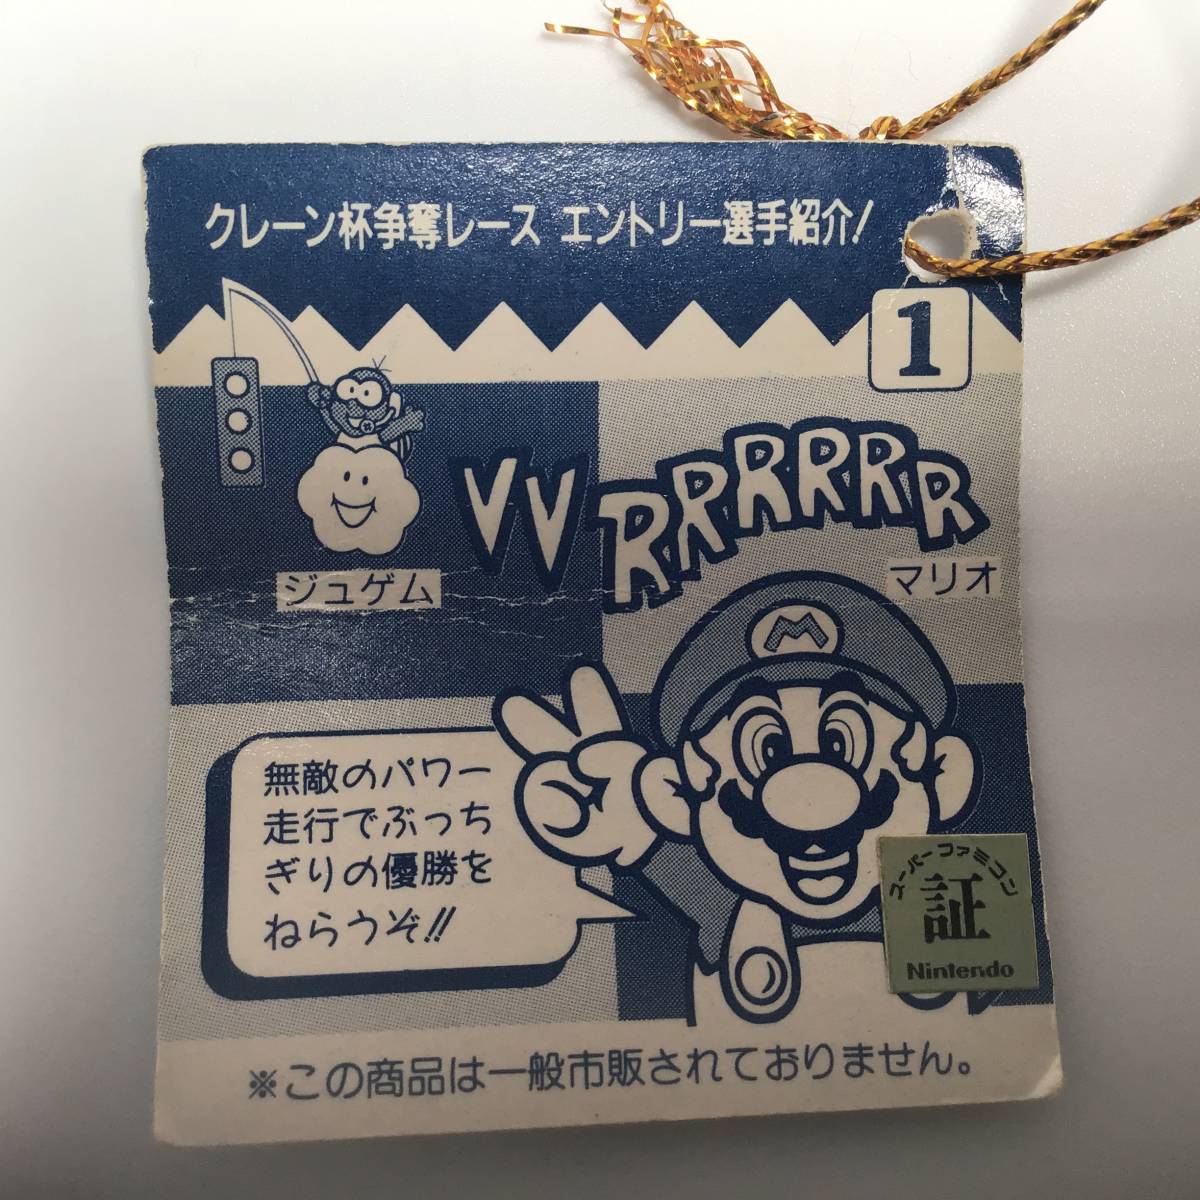 クレーン杯争奪レース エントリー選手紹介!
1
VVRRRRRR
ジュゲム
マリオ
M
無敵のパワー
走行でぶっち
ぎりの優勝を
ねらうぞ!!
スーパーファミコン
証
Nintendo
※この商品は一般市販されておりません。